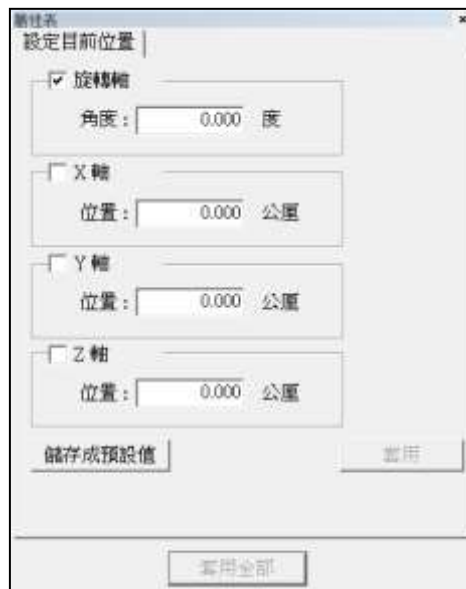 屬性表
設定目前位置
旋轉軸
角度： 0.000 度
X 軸
位置： 0.000 公厘
Y 軸
位置： 0.000 公厘
Z 軸
位置： 0.000 公厘
儲存成預設值 套用
套用全部